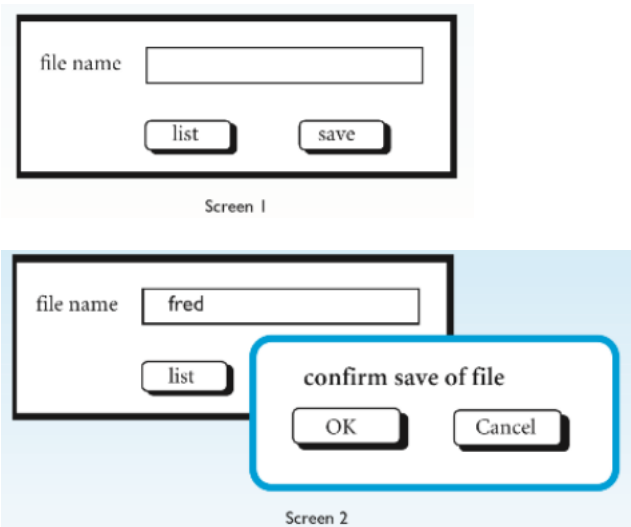 file name
list save
Screen 1
file name fred
list
confirm save of file
OK Cancel
Screen 2